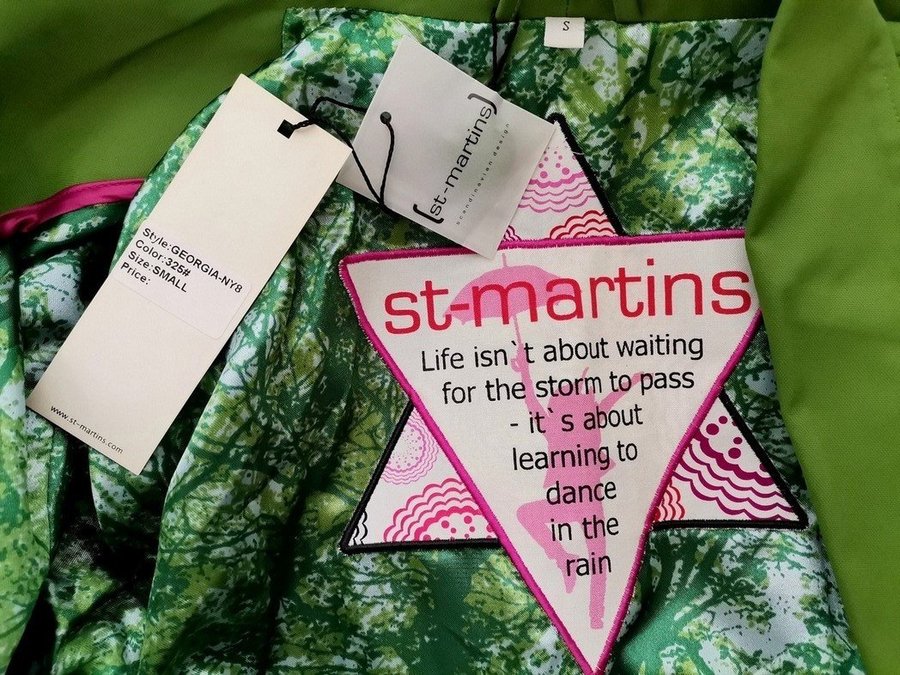 S
[st-martins]
scandinavian design
Style:GEORGIA-NY8
Color:325#
Size:SMALL
Price:
www.st-martins.com
st-martins
Life isn`t about waiting
for the storm to pass
- it`s about
learning to
dance
in the
rain